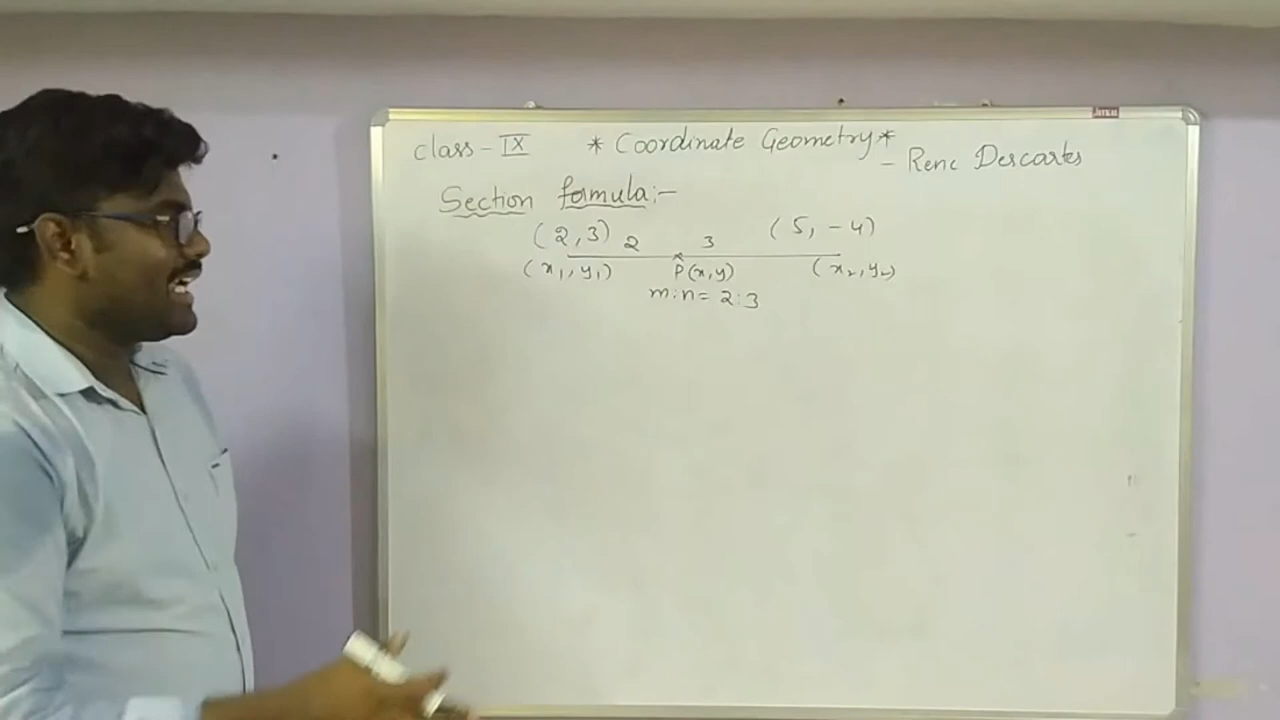 class - IX * Coordinate Geometry *
- Rene Descartes
Section formula:-
(2,3) 2 3 (5, -4)
(x₁, y₁) P(x,y) (x₂, y₂)
m:n = 2:3